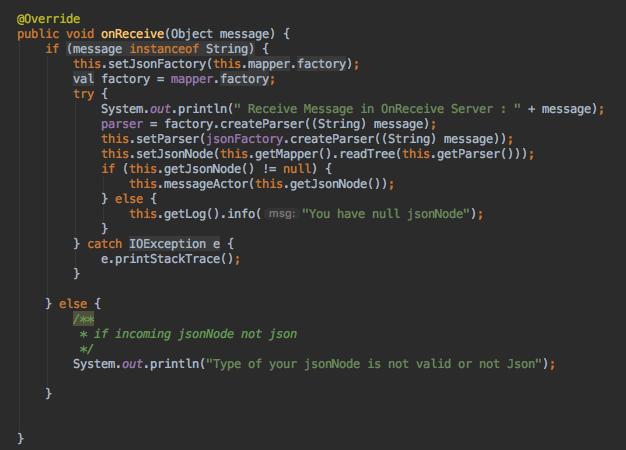 @Override
public void onReceive(Object message) {
    if (message instanceof String) {
        this.setJsonFactory(this.mapper.factory);
        val factory = mapper.factory;
        try {
            System.out.println(" Receive Message in OnReceive Server : " + message);
            parser = factory.createParser((String) message);
            this.setParser(jsonFactory.createParser((String) message));
            this.setJsonNode(this.getMapper().readTree(this.getParser()));
            if (this.getJsonNode() != null) {
                this.messageActor(this.getJsonNode());
            } else {
                this.getLog().info( msg: "You have null jsonNode");
            }
        } catch IOException e {
            e.printStackTrace();
        }
    } else {
        /**
         * if incoming jsonNode not json
         */
        System.out.println("Type of your jsonNode is not valid or not Json");
    }
}